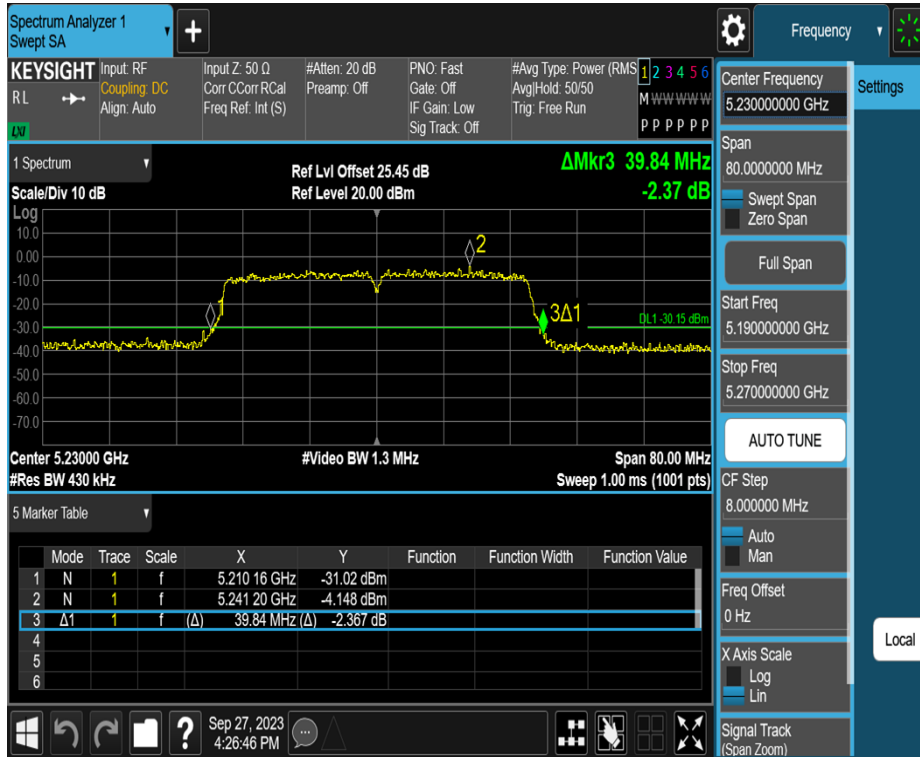 Spectrum Analyzer 1
Swept SA
+
Frequency
KEYSIGHT
R L
LXI
Input: RF
Coupling: DC
Align: Auto
Input Z: 50 Ω
Corr CCorr RCal
Freq Ref: Int (S)
#Atten: 20 dB
Preamp: Off
PNO: Fast
Gate: Off
IF Gain: Low
Sig Track: Off
#Avg Type: Power (RMS
Avg|Hold: 50/50
Trig: Free Run
1 2 3 4 5 6
M W W W W W
P P P P P P
1 Spectrum
Scale/Div 10 dB
Ref Lvl Offset 25.45 dB
Ref Level 20.00 dBm
ΔMkr3 39.84 MHz
-2.37 dB
Log
10.0
0.00
-10.0
-20.0
-30.0
-40.0
-50.0
-60.0
-70.0
1
2
3Δ1
DL1 -30.15 dBm
Center 5.23000 GHz
#Video BW 1.3 MHz
Span 80.00 MHz
#Res BW 430 kHz
Sweep 1.00 ms (1001 pts)
5 Marker Table
Mode Trace Scale X Y Function Function Width Function Value
1 N 1 f 5.210 16 GHz -31.02 dBm
2 N 1 f 5.241 20 GHz -4.148 dBm
3 Δ1 1 f (Δ) 39.84 MHz (Δ) -2.367 dB
4
5
6
?
Sep 27, 2023
4:26:46 PM
Center Frequency
5.230000000 GHz
Span
80.0000000 MHz
Swept Span
Zero Span
Full Span
Start Freq
5.190000000 GHz
Stop Freq
5.270000000 GHz
AUTO TUNE
CF Step
8.000000 MHz
Auto
Man
Freq Offset
0 Hz
X Axis Scale
Log
Lin
Signal Track
(Span Zoom)
Settings
Local